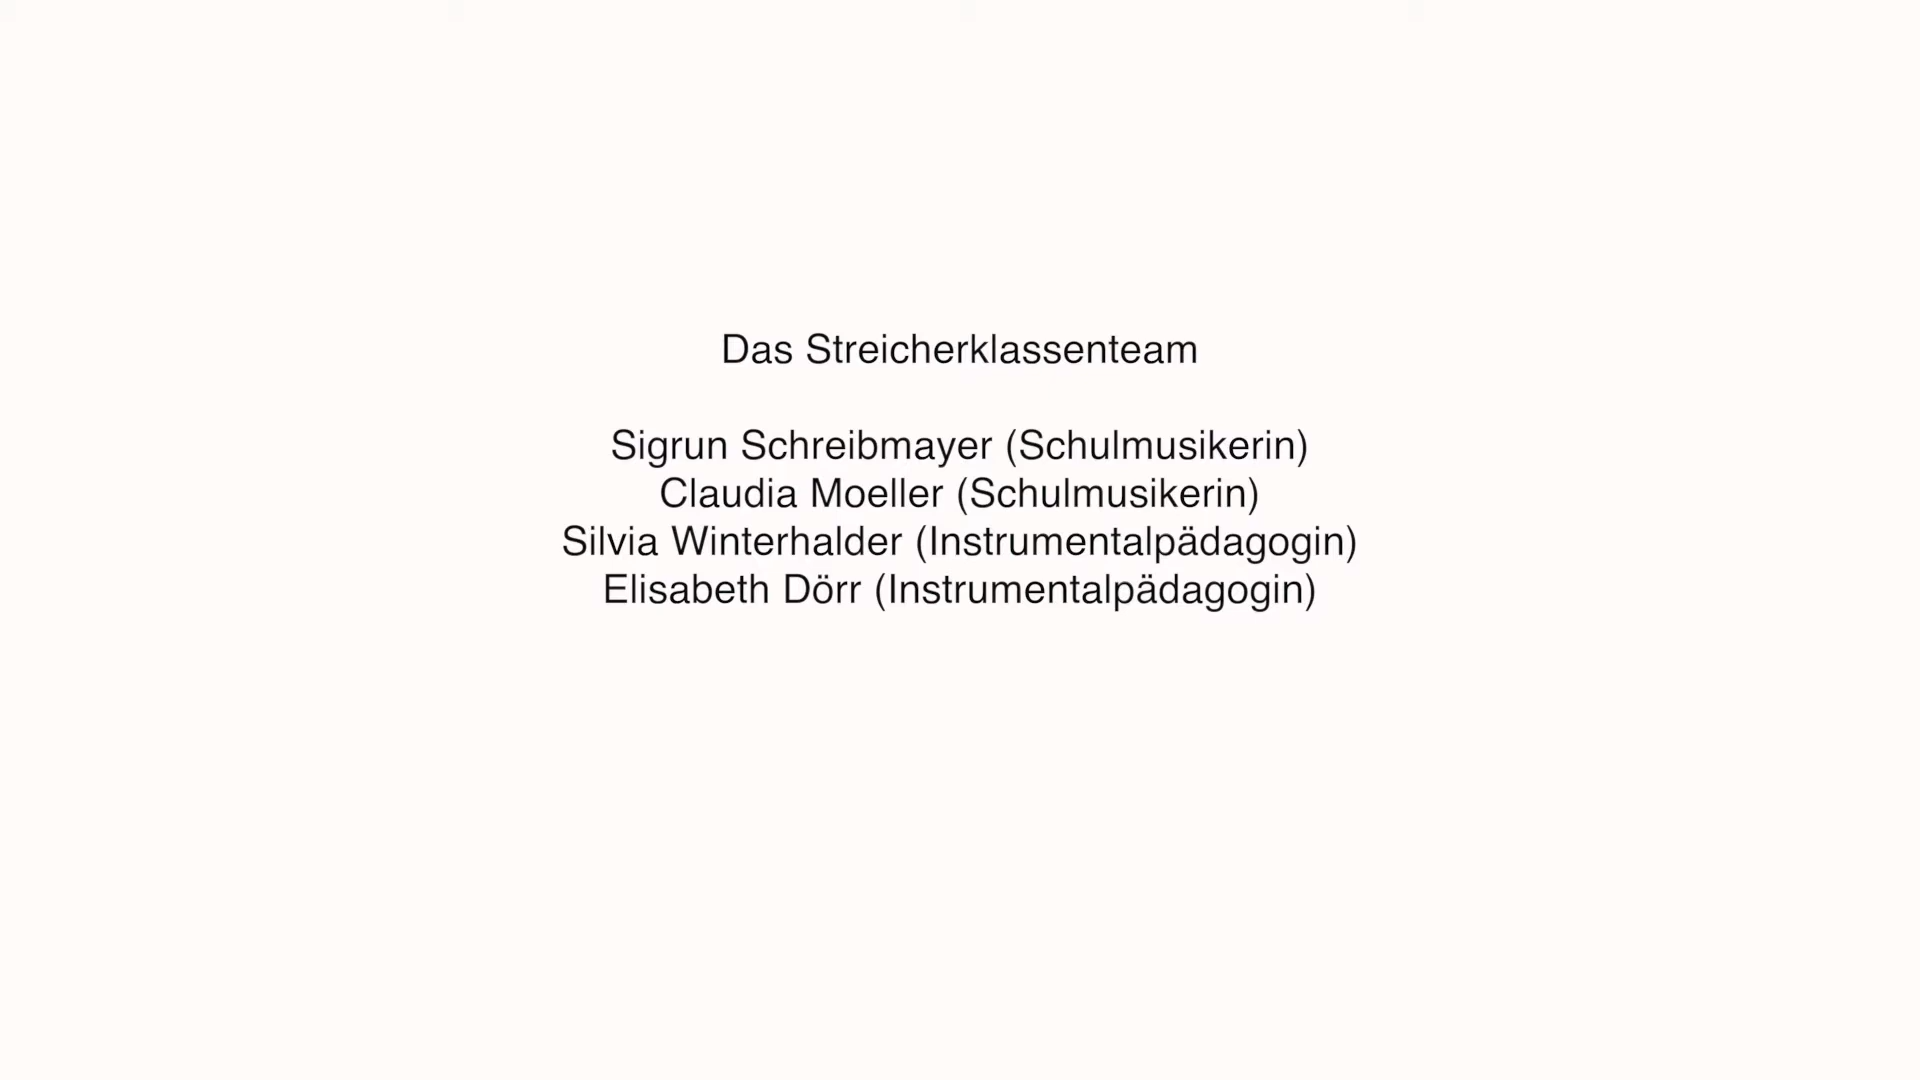 Das Streicherklassenteam
Sigrun Schreibmayer (Schulmusikerin)
Claudia Moeller (Schulmusikerin)
Silvia Winterhalder (Instrumentalpädagogin)
Elisabeth Dörr (Instrumentalpädagogin)